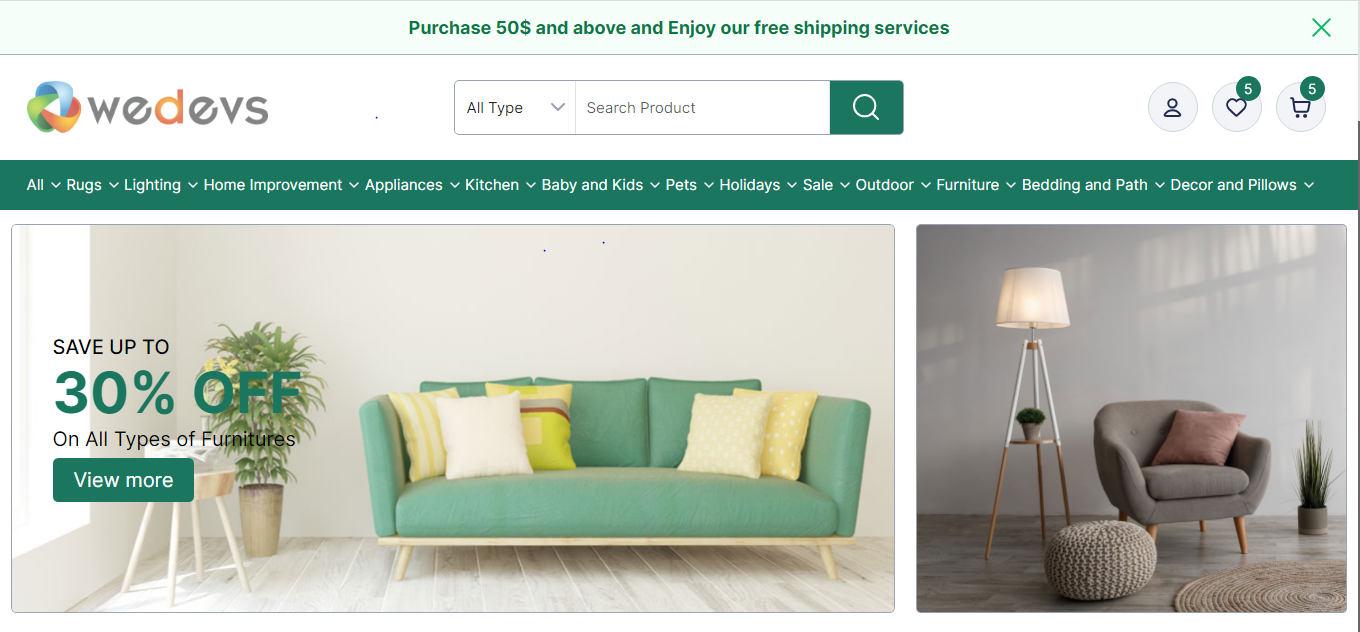 Purchase 50$ and above and Enjoy our free shipping services
wedevs
All Type Search Product
5 5
All Rugs Lighting Home Improvement Appliances Kitchen Baby and Kids Pets Holidays Sale Outdoor Furniture Bedding and Path Decor and Pillows
SAVE UP TO
30% OFF
On All Types of Furnitures
View more